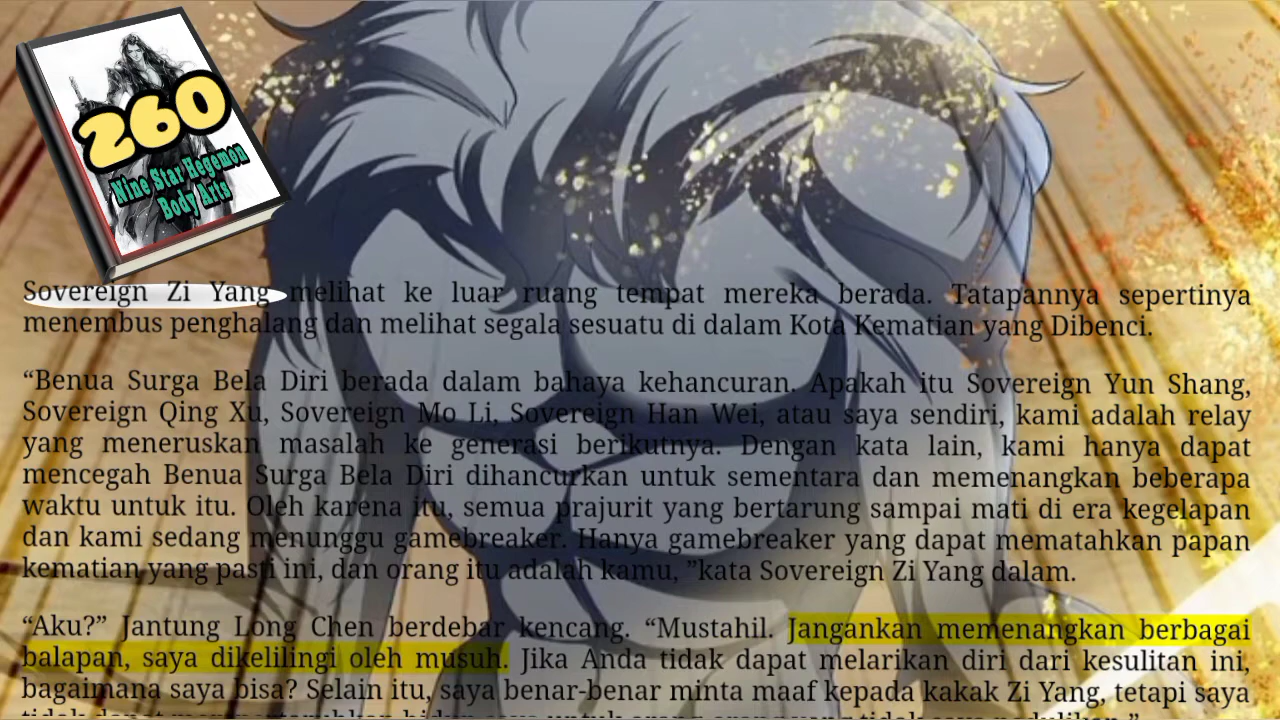 260
Nine Star Hegemon
Body Arts
Sovereign Zi Yang melihat ke luar ruang tempat mereka berada. Tatapannya sepertinya
menembus penghalang dan melihat segala sesuatu di dalam Kota Kematian yang Dibenci.
“Benua Surga Bela Diri berada dalam bahaya kehancuran. Apakah itu Sovereign Yun Shang,
Sovereign Qing Xu, Sovereign Mo Li, Sovereign Han Wei, atau saya sendiri, kami adalah relay
yang meneruskan masalah ke generasi berikutnya. Dengan kata lain, kami hanya dapat
mencegah Benua Surga Bela Diri dihancurkan untuk sementara dan memenangkan beberapa
waktu untuk itu. Oleh karena itu, semua prajurit yang bertarung sampai mati di era kegelapan
dan kami sedang menunggu gamebreaker. Hanya gamebreaker yang dapat mematahkan papan
kematian yang pasti ini, dan orang itu adalah kamu, ”kata Sovereign Zi Yang dalam.
“Aku?” Jantung Long Chen berdebar kencang. “Mustahil. Jangankan memenangkan berbagai
balapan, saya dikelilingi oleh musuh. Jika Anda tidak dapat melarikan diri dari kesulitan ini,
bagaimana saya bisa? Selain itu, saya benar-benar minta maaf kepada kakak Zi Yang, tetapi saya